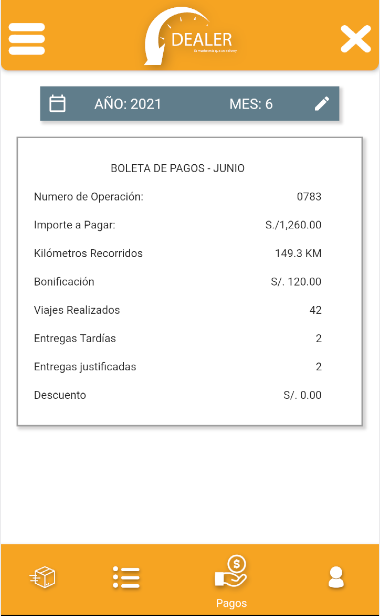 DEALER
AÑO: 2021 MES: 6
BOLETA DE PAGOS - JUNIO
Numero de Operación: 0783
Importe a Pagar: S./1,260.00
Kilómetros Recorridos 149.3 KM
Bonificación S/. 120.00
Viajes Realizados 42
Entregas Tardías 2
Entregas justificadas 2
Descuento S/. 0.00
$
Pagos